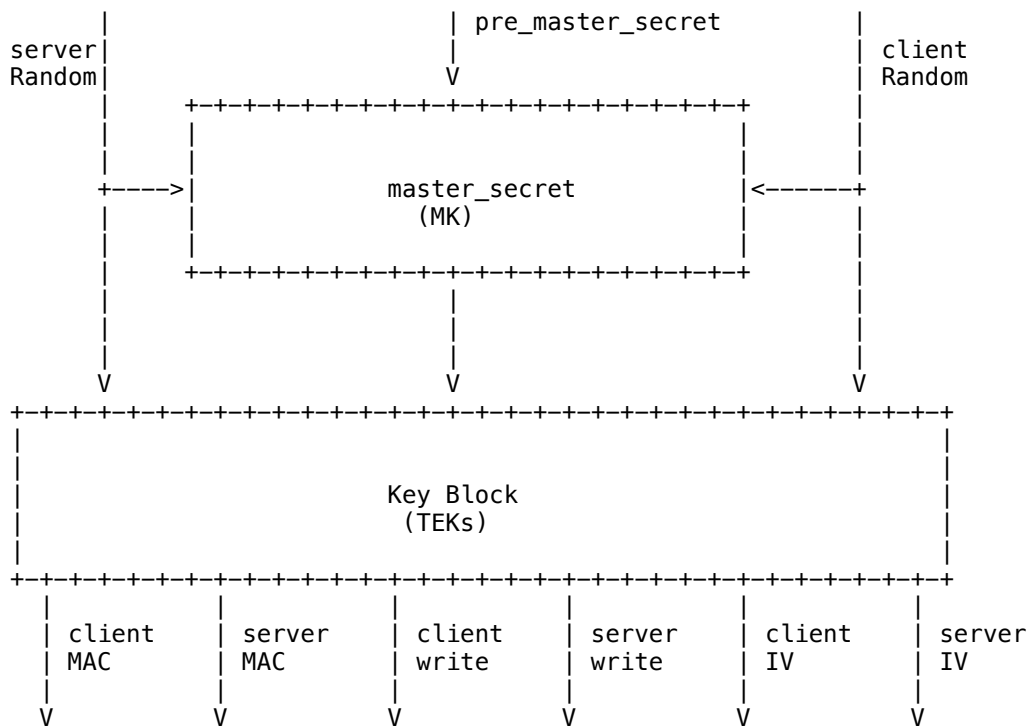 pre_master_secret
server client
Random Random
master_secret
(MK)
Key Block
(TEKs)
client server client server client server
MAC MAC write write IV IV